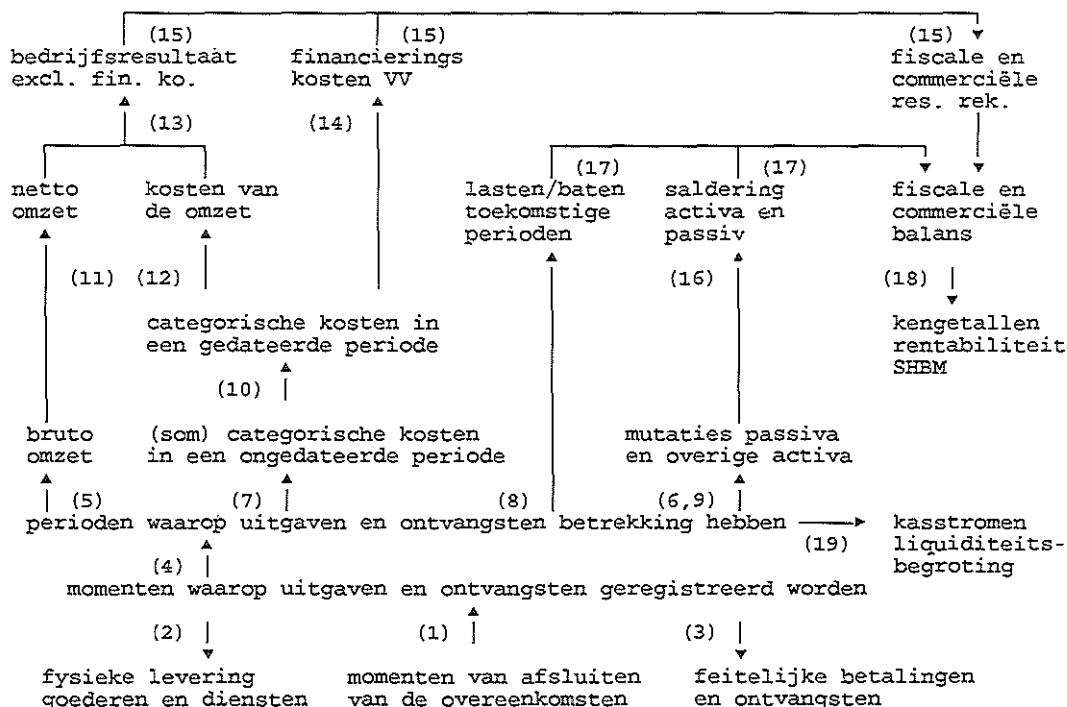 (15) (15) (15)
bedrijfsresultaat financierings fiscale en
excl. fin. ko. kosten VV commerciële
res. rek.
(13) (14)
(17) (17)
netto kosten van lasten/baten saldering fiscale en
omzet de omzet toekomstige activa en commerciële
perioden passiv balans
(11) (12) (16) (18)
categorische kosten in kengetallen
een gedateerde periode rentabiliteit
SHBM
(10)
bruto (som) categorische kosten mutaties passiva
omzet in een ongedateerde periode en overige activa
(5) (7) (8) (6,9)
perioden waarop uitgaven en ontvangsten betrekking hebben kasstromen
(19) liquiditeits-
(4) begroting
momenten waarop uitgaven en ontvangsten geregistreerd worden
(2) (1) (3)
fysieke levering momenten van afsluiten feitelijke betalingen
goederen en diensten van de overeenkomsten en ontvangsten